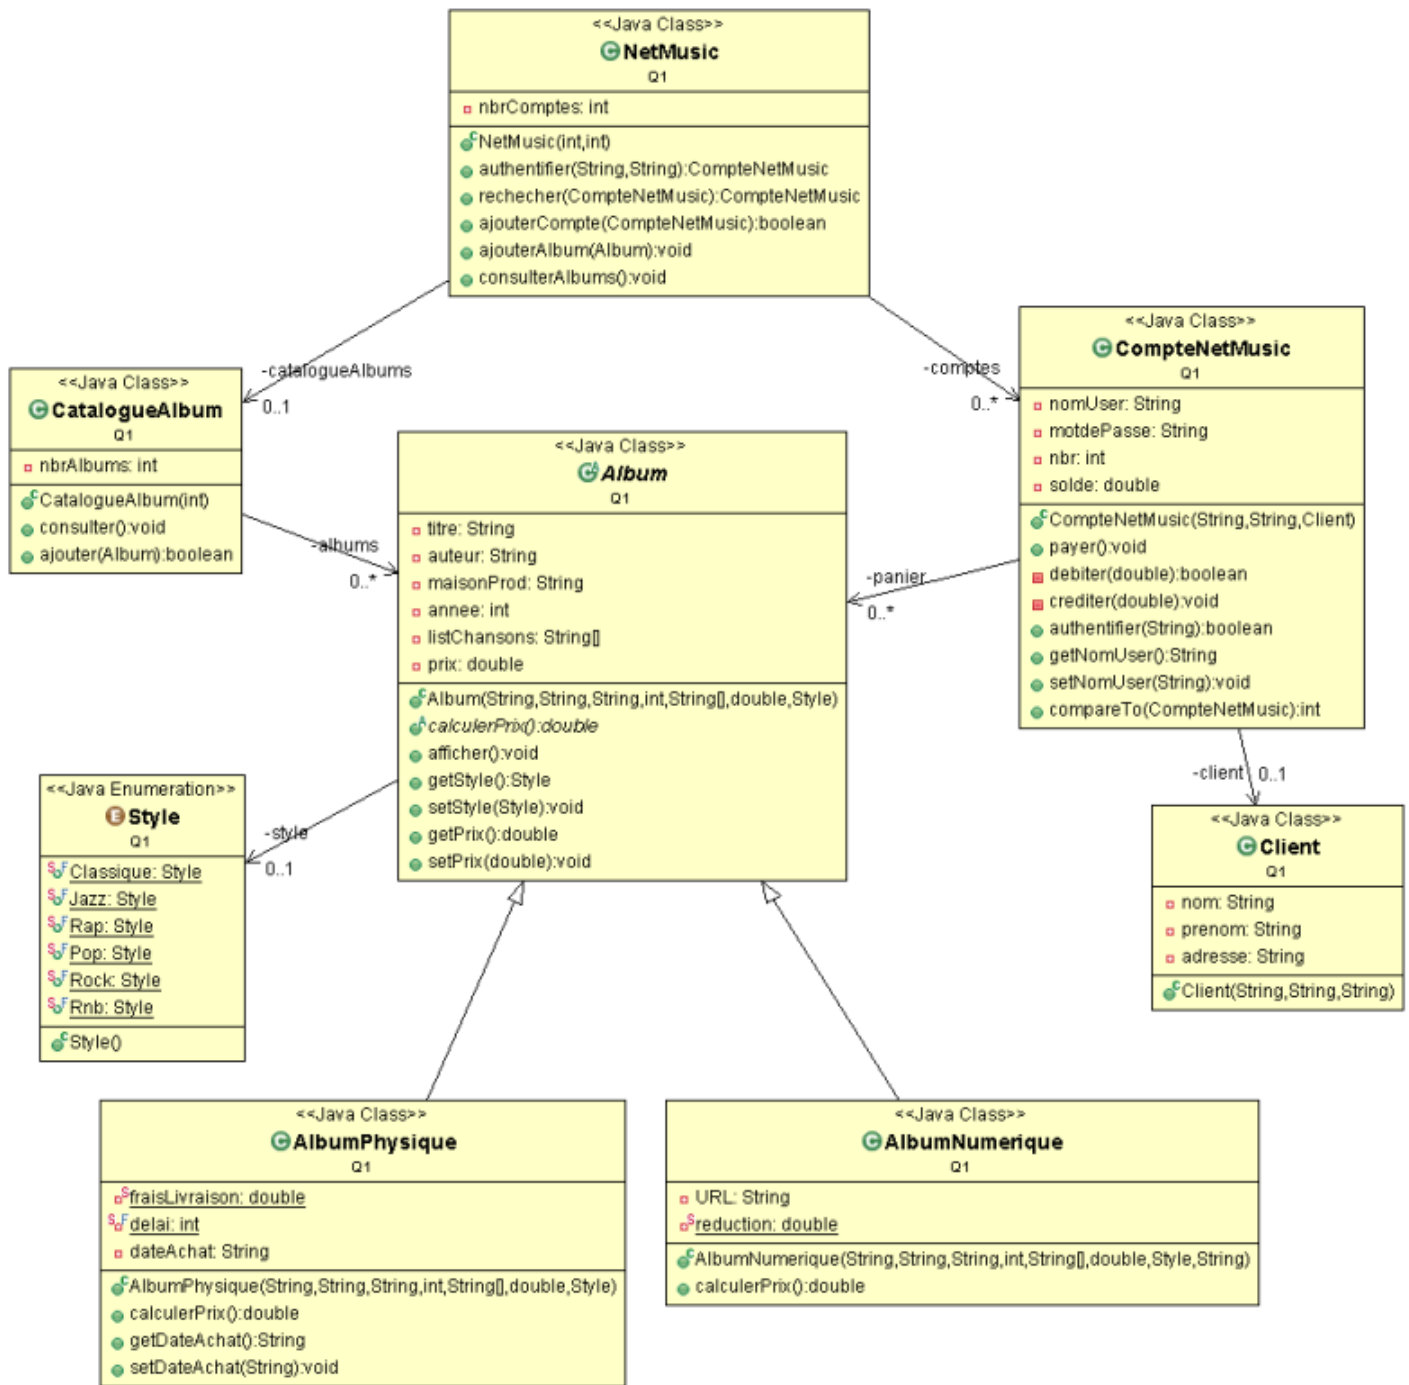 <<Java Class>>
NetMusic
Q1
nbrComptes: int
NetMusic(int,int)
authentifier(String,String):CompteNetMusic
rechecher(CompteNetMusic):CompteNetMusic
ajouterCompte(CompteNetMusic):boolean
ajouterAlbum(Album):void
consulterAlbums():void
-catalogueAlbums
0..1
-comptes
0..*
<<Java Class>>
CatalogueAlbum
Q1
nbrAlbums: int
CatalogueAlbum(int)
consulter():void
ajouter(Album):boolean
-albums
0..*
<<Java Class>>
Album
Q1
titre: String
auteur: String
maisonProd: String
annee: int
listChansons: String[]
prix: double
Album(String,String,String,int,String[],double,Style)
calculerPrix():double
afficher():void
getStyle():Style
setStyle(Style):void
getPrix():double
setPrix(double):void
<<Java Class>>
CompteNetMusic
Q1
nomUser: String
motdePasse: String
nbr: int
solde: double
CompteNetMusic(String,String,Client)
payer():void
debiter(double):boolean
crediter(double):void
authentifier(String):boolean
getNomUser():String
setNomUser(String):void
compareTo(CompteNetMusic):int
-panier
0..*
-client
0..1
<<Java Class>>
Client
Q1
nom: String
prenom: String
adresse: String
Client(String,String,String)
-style
0..1
<<Java Enumeration>>
Style
Q1
Classique: Style
Jazz: Style
Rap: Style
Pop: Style
Rock: Style
Rnb: Style
Style()
<<Java Class>>
AlbumPhysique
Q1
fraisLivraison: double
delai: int
dateAchat: String
AlbumPhysique(String,String,String,int,String[],double,Style)
calculerPrix():double
getDateAchat():String
setDateAchat(String):void
<<Java Class>>
AlbumNumerique
Q1
URL: String
reduction: double
AlbumNumerique(String,String,String,int,String[],double,Style,String)
calculerPrix():double